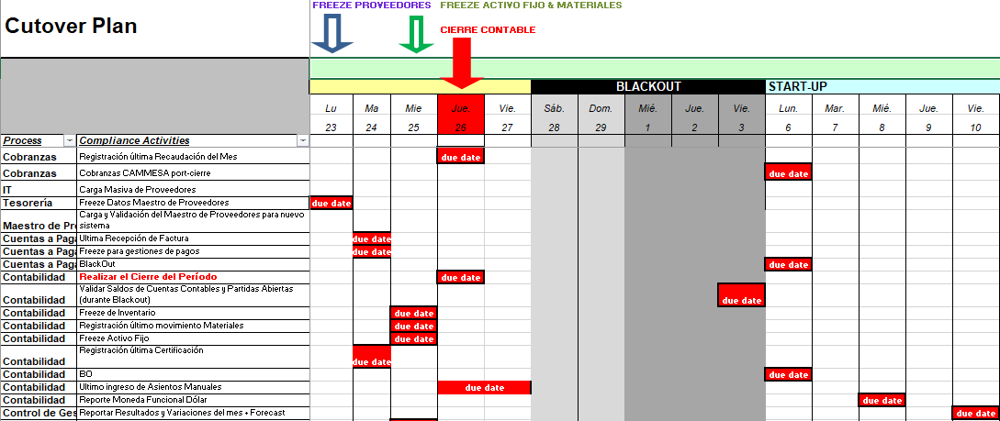 FREEZE PROVEEDORES FREEZE ACTIVO FIJO & MATERIALES
Cutover Plan
CIERRE CONTABLE
BLACKOUT START-UP
Lu Ma Mie Jue. Vie. Sáb. Dom. Mié. Jue. Vie. Lun. Mar. Mié. Jue. Vie.
23 24 25 26 27 28 29 1 2 3 6 7 8 9 10
Process Compliance Activities
Cobranzas Registración última Recaudación del Mes due date
Cobranzas Cobranzas CAMMESA port-cierre due date
IT Carga Masiva de Proveedores
Tesorería Freeze Datos Maestro de Proveedores due date
Maestro de Pro Carga y Validación del Maestro de Proveedores para nuevo
sistema
Cuentas a Paga Ultima Recepción de Factura due date
Cuentas a Paga Freeze para gestiones de pagos due date
Cuentas a Paga BlackOut due date
Contabilidad Realizar el Cierre del Período due date
Contabilidad Validar Saldos de Cuentas Contables y Partidas Abiertas
(durante Blackout) due date
Contabilidad Freeze de Inventario due date
Contabilidad Registración último movimiento Materiales due date
Contabilidad Freeze Activo Fijo due date
Contabilidad Registración última Certificación due date
Contabilidad BO due date
Contabilidad Ultimo ingreso de Asientos Manuales due date
Contabilidad Reporte Moneda Funcional Dólar due date
Control de Ges Reportar Resultados y Variaciones del mes + Forecast due date